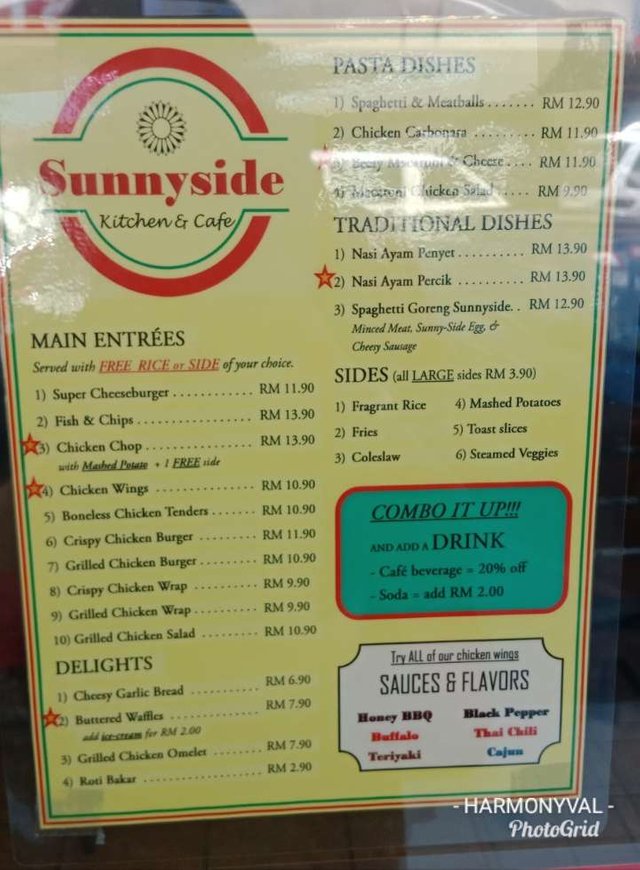 Sunnyside
Kitchen & Cafe
MAIN ENTRÉES
Served with FREE RICE or SIDE of your choice.
1) Super Cheeseburger ............ RM 11.90
2) Fish & Chips ............ RM 13.90
3) Chicken Chop ............ RM 13.90
with Mashed Potato + 1 FREE side
4) Chicken Wings ............ RM 10.90
5) Boneless Chicken Tenders ....... RM 10.90
6) Crispy Chicken Burger ........ RM 11.90
7) Grilled Chicken Burger ........ RM 10.90
8) Crispy Chicken Wrap ......... RM 9.90
9) Grilled Chicken Wrap ......... RM 9.90
10) Grilled Chicken Salad ......... RM 10.90
DELIGHTS
1) Cheesy Garlic Bread .......... RM 6.90
2) Buttered Waffles ............. RM 7.90
add ice-cream for RM 2.00
3) Grilled Chicken Omelet ........ RM 7.90
4) Roti Bakar ................. RM 2.90
PASTA DISHES
1) Spaghetti & Meatballs ....... RM 12.90
2) Chicken Carbonara ......... RM 11.90
3) Beefy Macaroni & Cheese .... RM 11.90
4) Macaroni Chicken Salad ..... RM 9.90
TRADITIONAL DISHES
1) Nasi Ayam Penyet .......... RM 13.90
2) Nasi Ayam Percik .......... RM 13.90
3) Spaghetti Goreng Sunnyside. . RM 12.90
Minced Meat, Sunny-Side Egg, &
Cheesy Sausage
SIDES (all LARGE sides RM 3.90)
1) Fragrant Rice 4) Mashed Potatoes
2) Fries 5) Toast slices
3) Coleslaw 6) Steamed Veggies
COMBO IT UP!!!
AND ADD A DRINK
- Café beverage = 20% off
- Soda = add RM 2.00
Try ALL of our chicken wings
SAUCES & FLAVORS
Honey BBQ Black Pepper
Buffalo Thai Chili
Teriyaki Cajun
- HARMONYVAL -
PhotoGrid